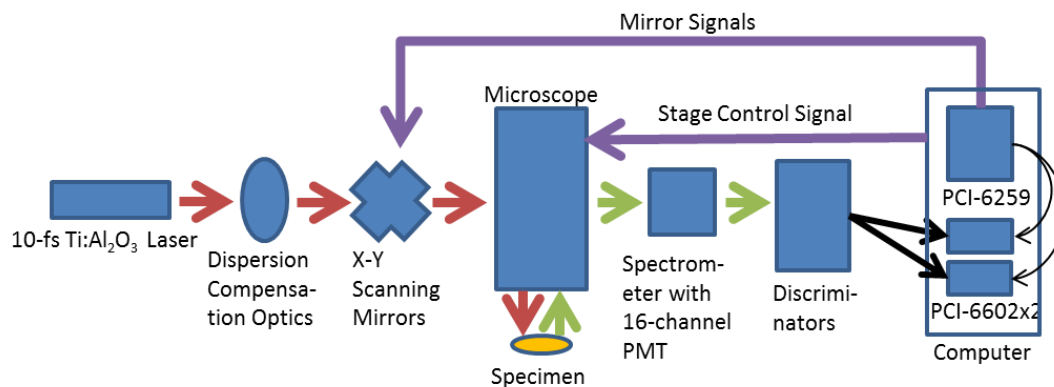 Mirror Signals
Microscope
Stage Control Signal
PCI-6259
10-fs Ti:Al₂O₃ Laser
Dispersion
Compensa-
tion Optics
X-Y
Scanning
Mirrors
Spectrom-
eter with
16-channel
PMT
Discrimi-
nators
PCI-6602x2
Computer
Specimen